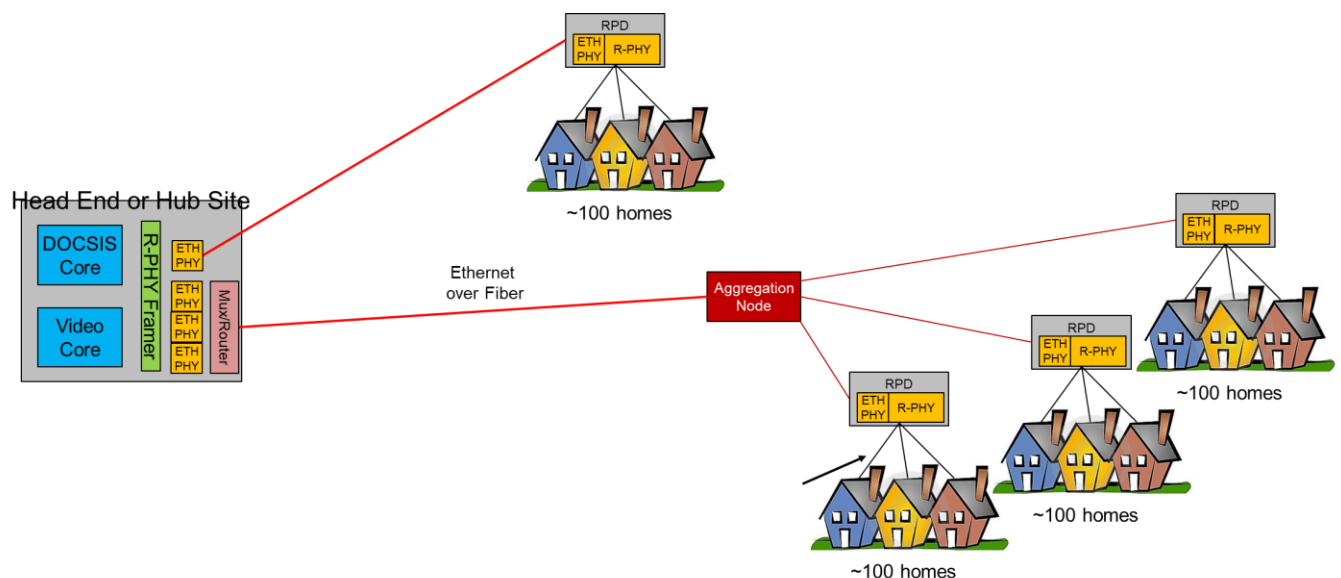 RPD
ETH
PHY
R-PHY
~100 homes
Head End or Hub Site
DOCSIS
Core
Video
Core
R-PHY Framer
ETH
PHY
ETH
PHY
ETH
PHY
ETH
PHY
Mux/Router
Ethernet
over Fiber
Aggregation
Node
RPD
ETH
PHY
R-PHY
~100 homes
RPD
ETH
PHY
R-PHY
~100 homes
RPD
ETH
PHY
R-PHY
~100 homes